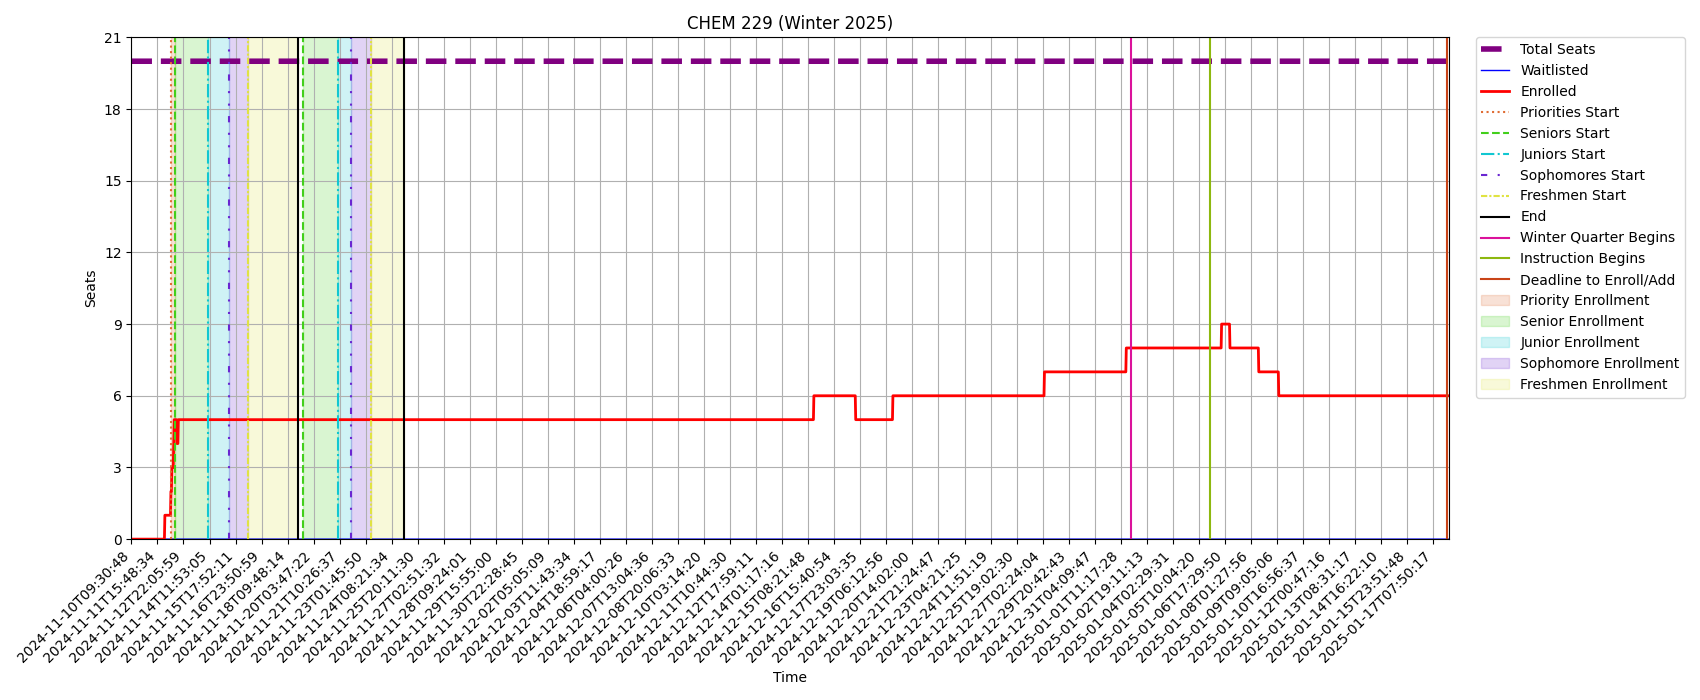 CHEM 229 (Winter 2025)
Seats
21
18
15
12
9
6
3
0
2024-11-10T09:30:48
2024-11-11T15:48:34
2024-11-12T22:05:59
2024-11-14T11:53:05
2024-11-15T17:52:11
2024-11-16T23:50:59
2024-11-18T09:48:14
2024-11-20T03:47:22
2024-11-21T10:26:37
2024-11-23T01:45:50
2024-11-24T08:21:34
2024-11-25T20:11:30
2024-11-27T02:51:32
2024-11-28T09:24:01
2024-11-29T15:55:00
2024-11-30T22:28:45
2024-12-02T05:05:09
2024-12-03T11:43:34
2024-12-04T18:59:17
2024-12-06T04:00:26
2024-12-07T13:04:36
2024-12-08T20:06:33
2024-12-10T03:14:20
2024-12-11T10:44:30
2024-12-12T17:59:11
2024-12-14T01:17:16
2024-12-15T08:21:48
2024-12-16T15:40:54
2024-12-17T23:03:35
2024-12-19T06:12:56
2024-12-20T14:02:00
2024-12-21T21:24:47
2024-12-23T04:21:25
2024-12-24T11:51:19
2024-12-25T19:02:30
2024-12-27T02:24:04
2024-12-29T20:42:43
2024-12-31T04:09:47
2025-01-01T11:17:28
2025-01-02T19:11:13
2025-01-04T02:29:31
2025-01-05T10:04:20
2025-01-06T17:29:50
2025-01-08T01:27:56
2025-01-09T09:05:06
2025-01-10T16:56:37
2025-01-12T00:47:16
2025-01-13T08:31:17
2025-01-14T16:22:10
2025-01-15T23:51:48
2025-01-17T07:50:17
Time
Total Seats
Waitlisted
Enrolled
Priorities Start
Seniors Start
Juniors Start
Sophomores Start
Freshmen Start
End
Winter Quarter Begins
Instruction Begins
Deadline to Enroll/Add
Priority Enrollment
Senior Enrollment
Junior Enrollment
Sophomore Enrollment
Freshmen Enrollment